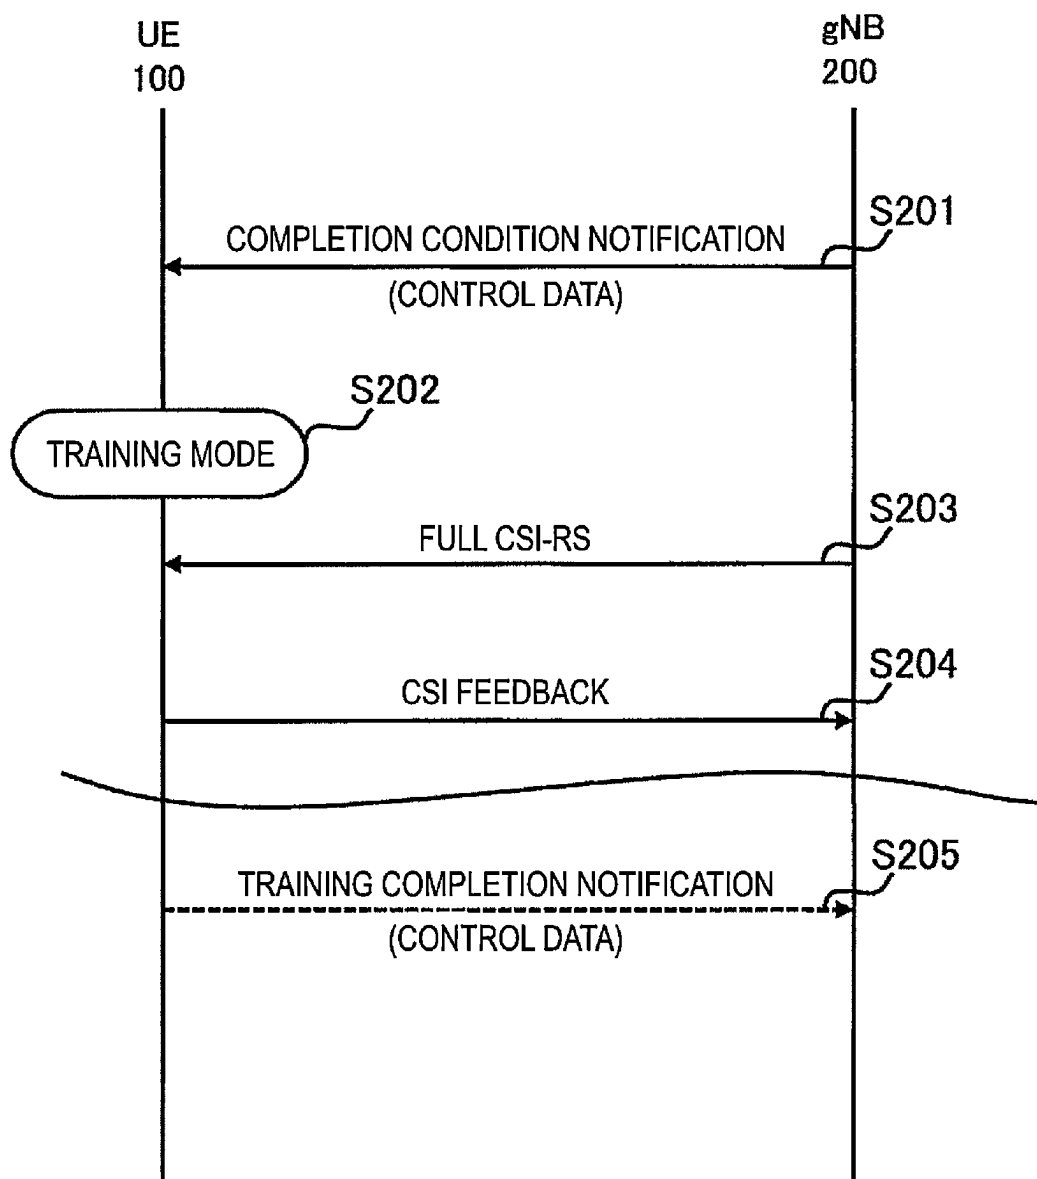 UE
100
gNB
200
S201
COMPLETION CONDITION NOTIFICATION
(CONTROL DATA)
S202
TRAINING MODE
S203
FULL CSI-RS
S204
CSI FEEDBACK
S205
TRAINING COMPLETION NOTIFICATION
(CONTROL DATA)